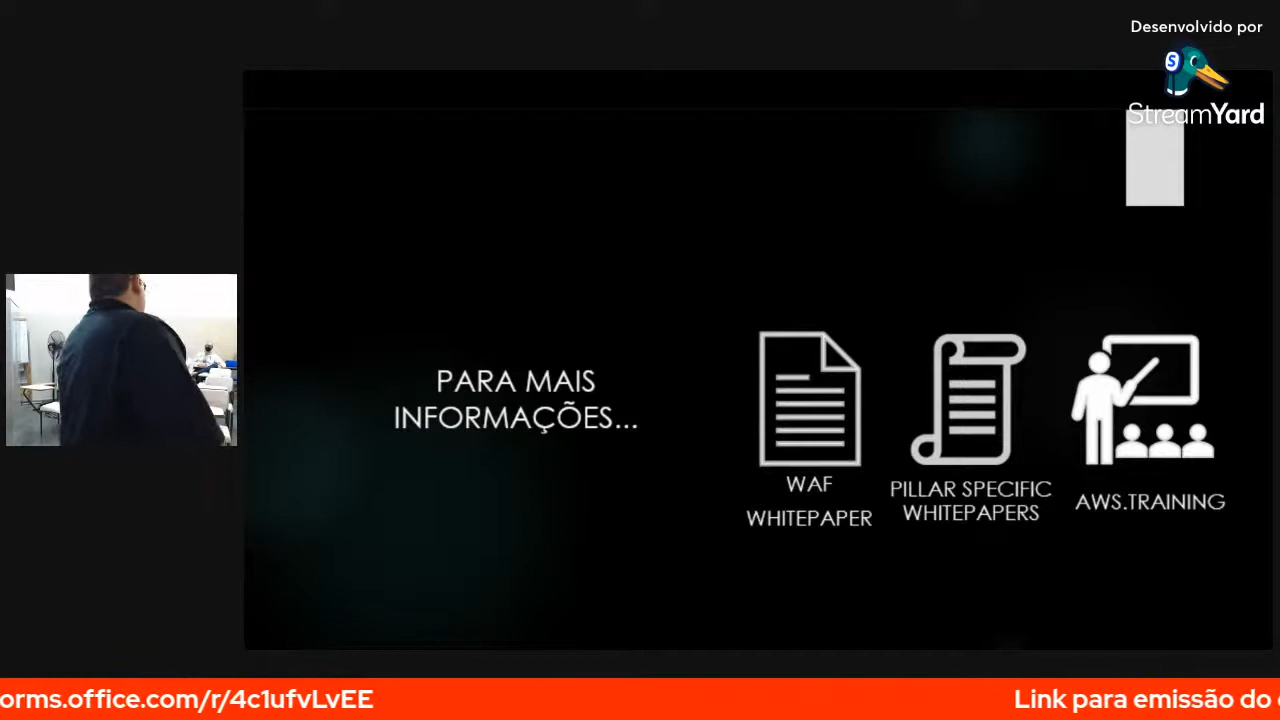 Desenvolvido por
StreamYard
PARA MAIS
INFORMAÇÕES...
WAF
WHITEPAPER
PILLAR SPECIFIC
WHITEPAPERS
AWS.TRAINING
orms.office.com/r/4c1ufvLvEE
Link para emissão do